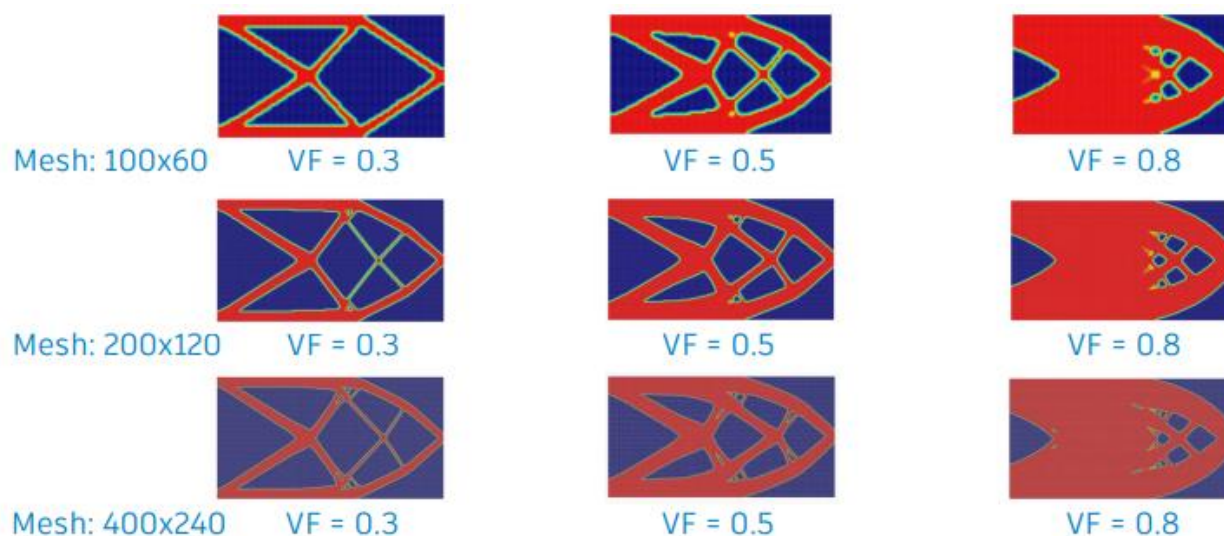 Mesh: 100x60 VF = 0.3 VF = 0.5 VF = 0.8
Mesh: 200x120 VF = 0.3 VF = 0.5 VF = 0.8
Mesh: 400x240 VF = 0.3 VF = 0.5 VF = 0.8